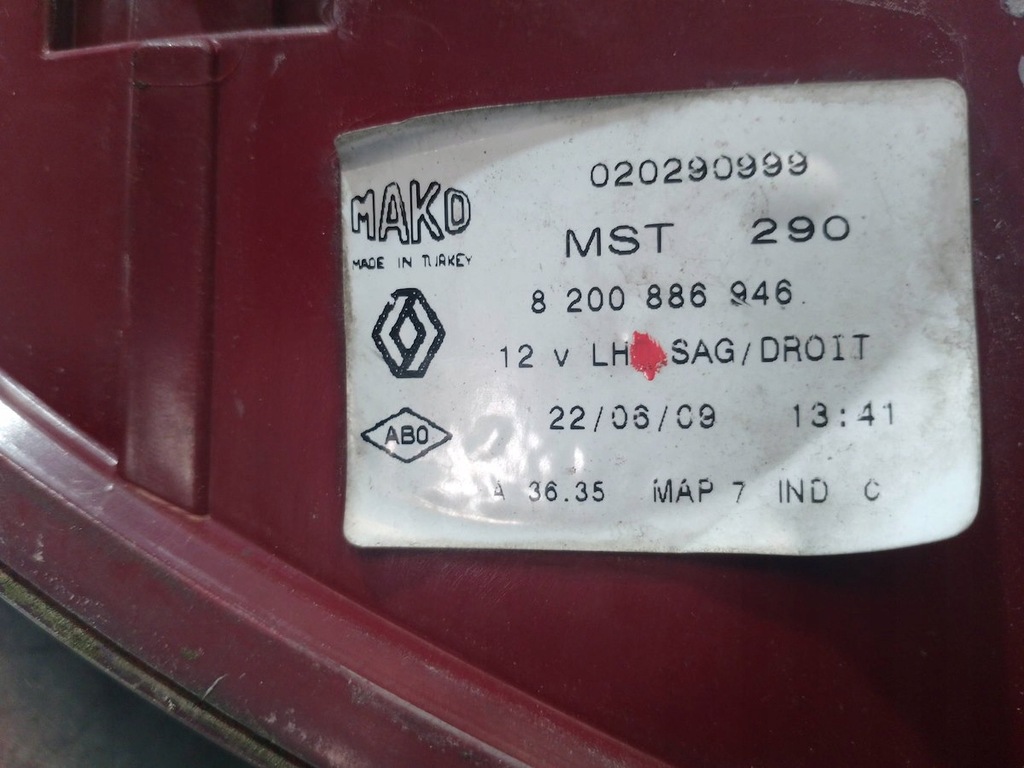 020290999
MAKO
MST 290
MADE IN TURKEY
8 200 886 946
12 V LH SAG/DROIT
22/06/09 13:41
ABO
A 36.35 MAP 7 IND C